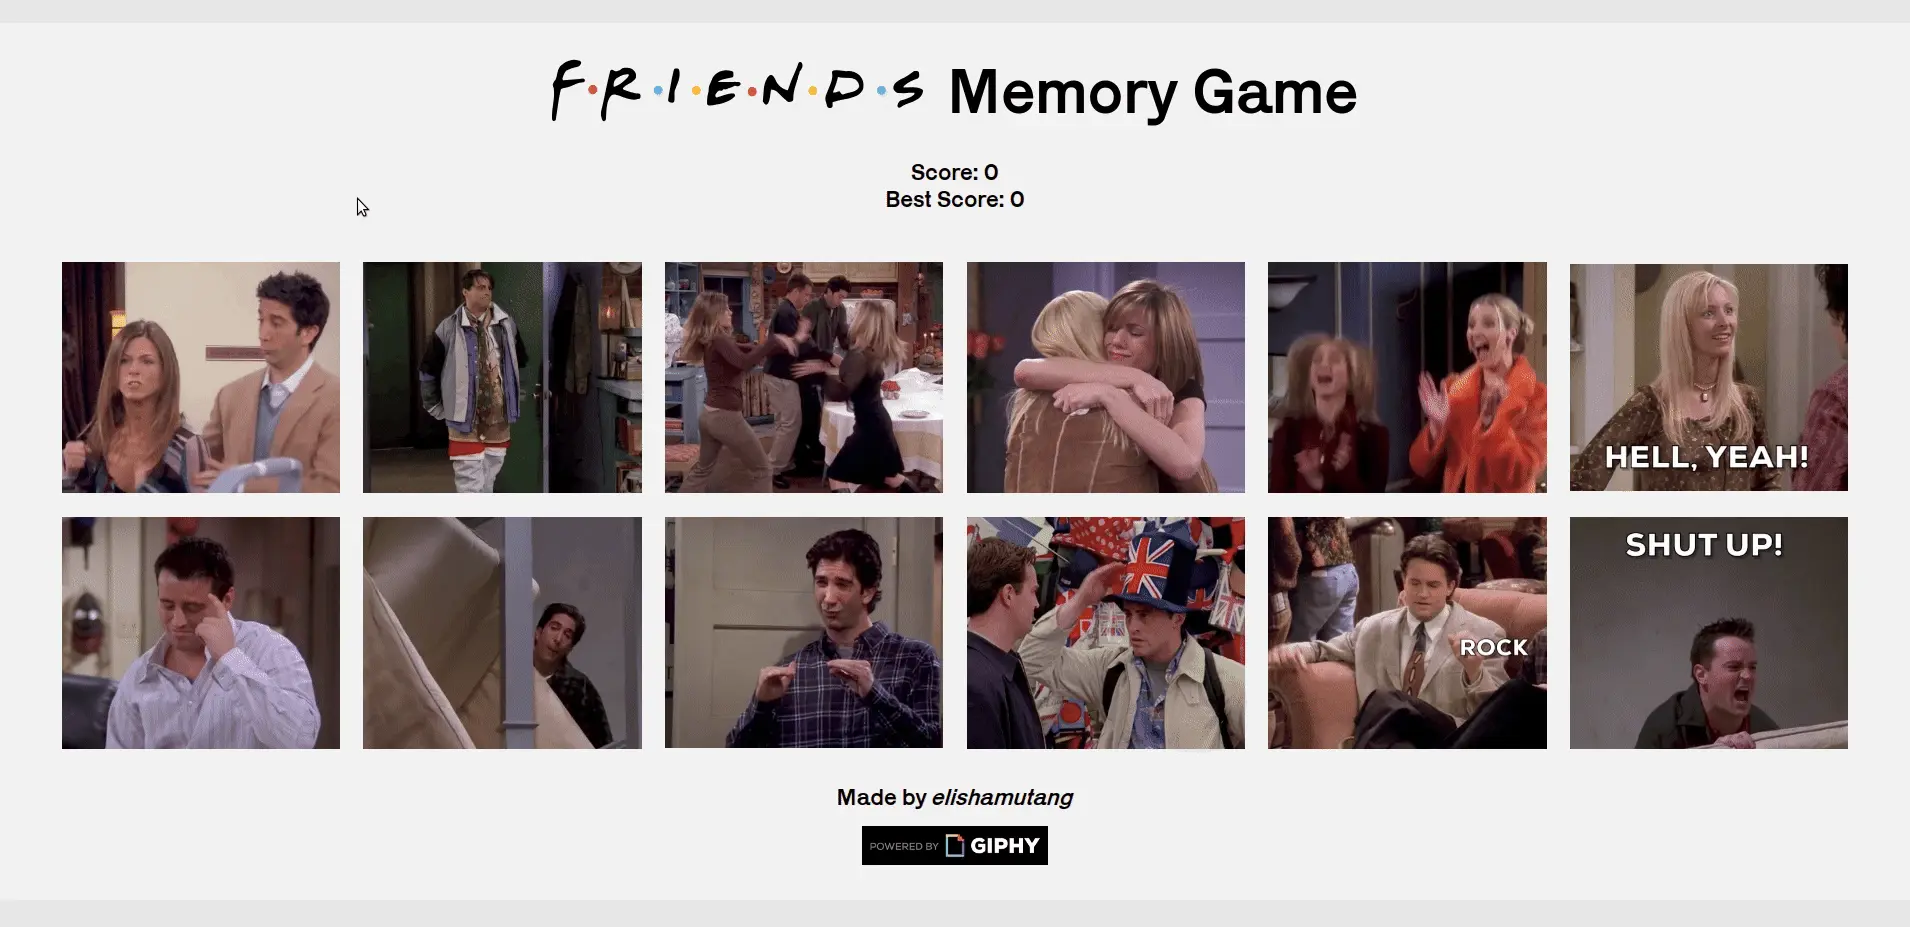 F·R·I·E·N·D·S Memory Game
Score: 0
Best Score: 0
HELL, YEAH!
SHUT UP!
ROCK
Made by elishamutang
POWERED BY GIPHY